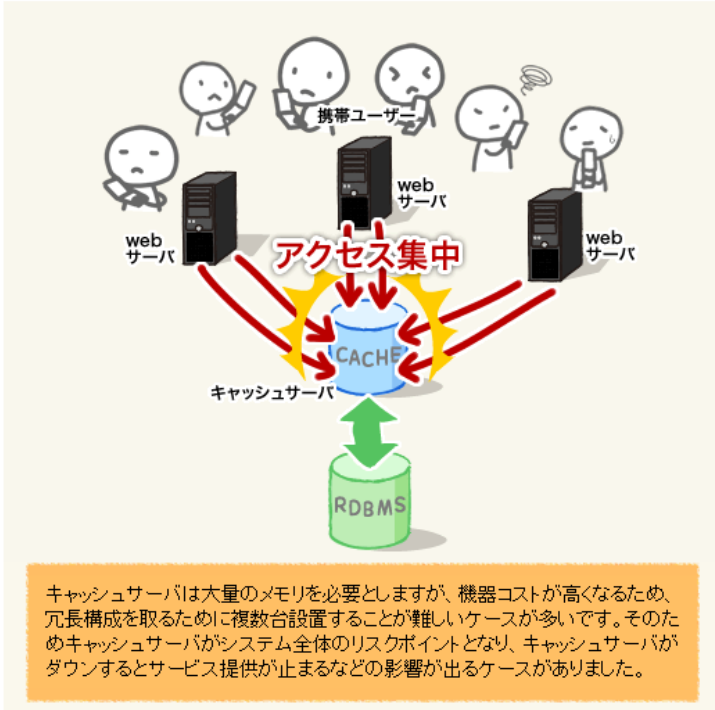 携帯ユーザー
web
サーバ
web
サーバ
web
サーバ
アクセス集中
CACHE
キャッシュサーバ
RDBMS
キャッシュサーバは大量のメモリを必要としますが、機器コストが高くなるため、
冗長構成を取るために複数台設置することが難しいケースが多いです。そのた
めキャッシュサーバがシステム全体のリスクポイントとなり、キャッシュサーバが
ダウンするとサービス提供が止まるなどの影響が出るケースがありました。